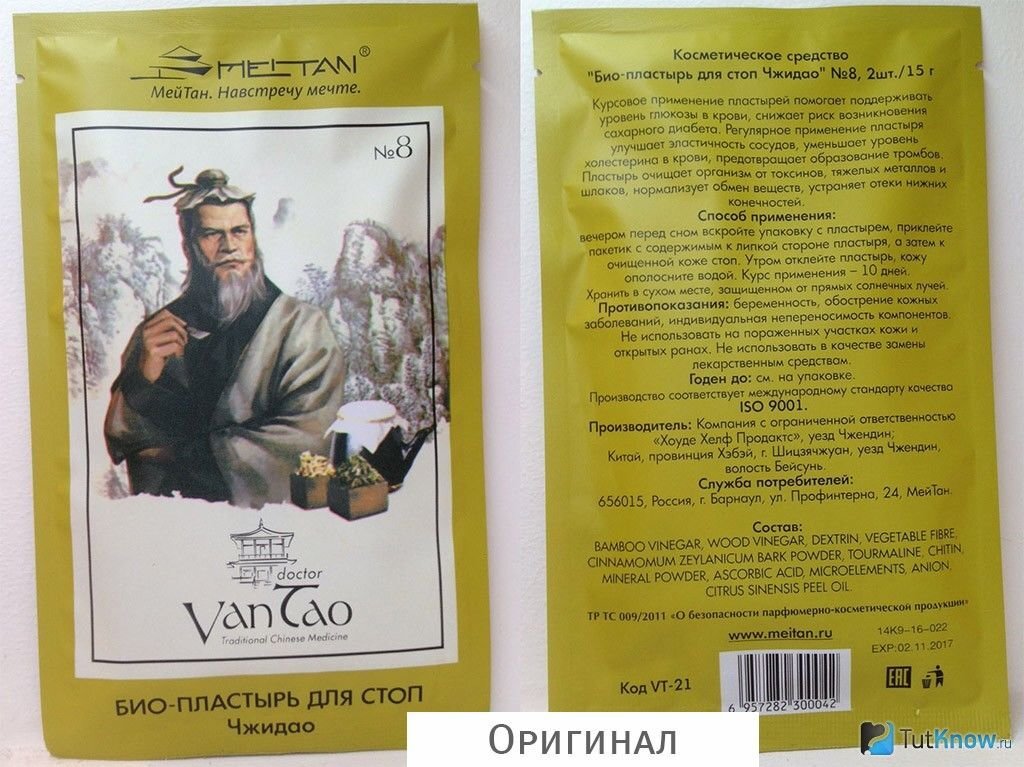 MEITAN®
МейТан. Навстречу мечте.
№8
doctor
Van Tao
Traditional Chinese Medicine
БИО-ПЛАСТЫРЬ ДЛЯ СТОП
Чжидао
Косметическое средство
"Био-пластырь для стоп Чжидао" №8, 2шт./15 г
Курсовое применение пластырей помогает поддерживать
уровень глюкозы в крови, снижает риск возникновения
сахарного диабета. Регулярное применение пластыря
улучшает эластичность сосудов, уменьшает уровень
холестерина в крови, предотвращает образование тромбов.
Пластырь очищает организм от токсинов, тяжелых металлов и
шлаков, нормализует обмен веществ, устраняет отеки нижних
конечностей.
Способ применения:
вечером перед сном вскройте упаковку с пластырем, приклейте
пакетик с содержимым к липкой стороне пластыря, а затем к
очищенной коже стоп. Утром отклейте пластырь, кожу
ополосните водой. Курс применения – 10 дней.
Хранить в сухом месте, защищенном от прямых солнечных лучей.
Противопоказания: беременность, обострение кожных
заболеваний, индивидуальная непереносимость компонентов.
Не использовать на пораженных участках кожи и
открытых ранах. Не использовать в качестве замены
лекарственным средствам.
Годен до: см. на упаковке.
Производство соответствует международному стандарту качества
ISO 9001.
Производитель: Компания с ограниченной ответственностью
«Хоуде Хелф Продактс», уезд Чжендин;
Китай, провинция Хэбэй, г. Шицзячжуан, уезд Чжендин,
волость Бейсунь.
Служба потребителей:
656015, Россия, г. Барнаул, ул. Профинтерна, 24, МейТан.
Состав:
BAMBOO VINEGAR, WOOD VINEGAR, DEXTRIN, VEGETABLE FIBRE,
CINNAMOMUM ZEYLANICUM BARK POWDER, TOURMALINE, CHITIN,
MINERAL POWDER, ASCORBIC ACID, MICROELEMENTS, ANION,
CITRUS SINENSIS PEEL OIL.
ТР ТС 009/2011 «О безопасности парфюмерно-косметической продукции»
www.meitan.ru
14K9-16-022
EXP:02.11.2017
Код VT-21
EAC
6 957282 300042
ОРИГИНАЛ
TutKnow.ru